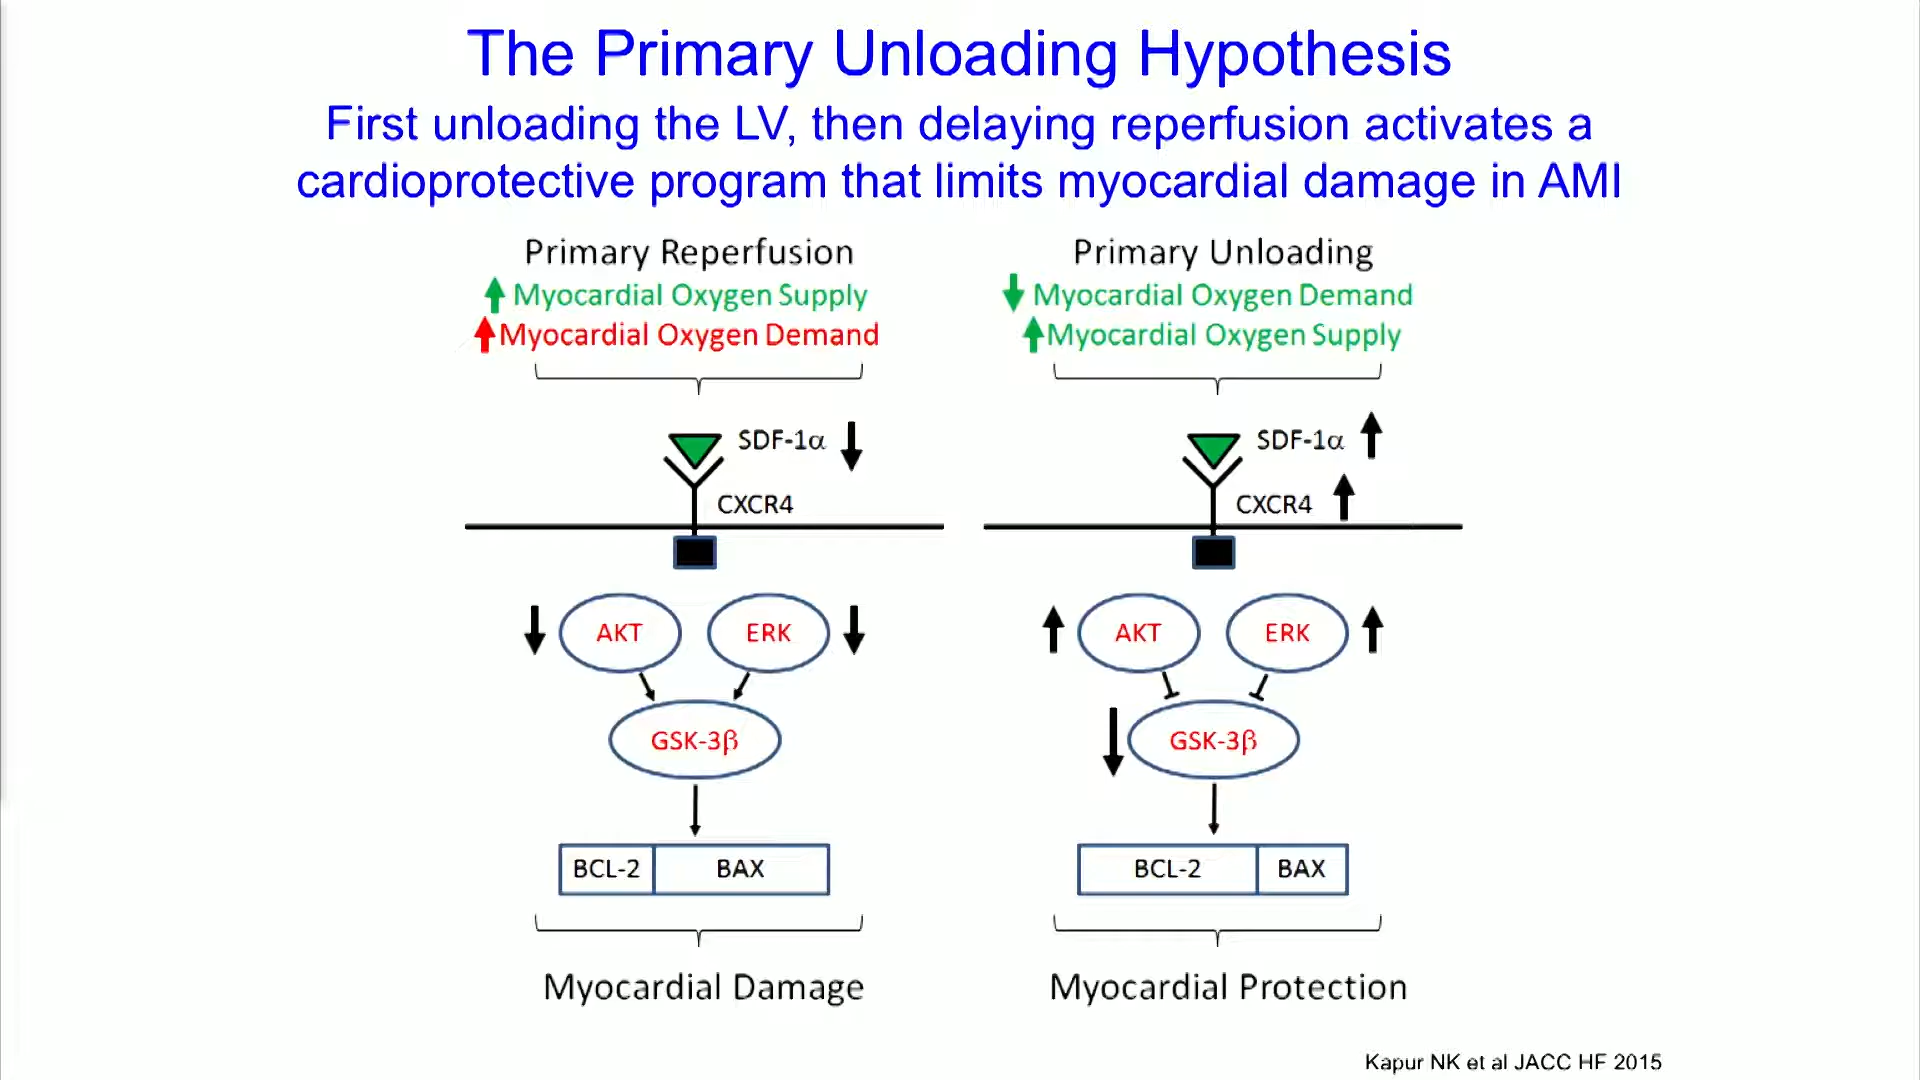 The Primary Unloading Hypothesis
First unloading the LV, then delaying reperfusion activates a
cardioprotective program that limits myocardial damage in AMI
Primary Reperfusion
Myocardial Oxygen Supply
Myocardial Oxygen Demand
SDF-1α
CXCR4
AKT
ERK
GSK-3β
BCL-2
BAX
Myocardial Damage
Primary Unloading
Myocardial Oxygen Demand
Myocardial Oxygen Supply
SDF-1α
CXCR4
AKT
ERK
GSK-3β
BCL-2
BAX
Myocardial Protection
Kapur NK et al JACC HF 2015